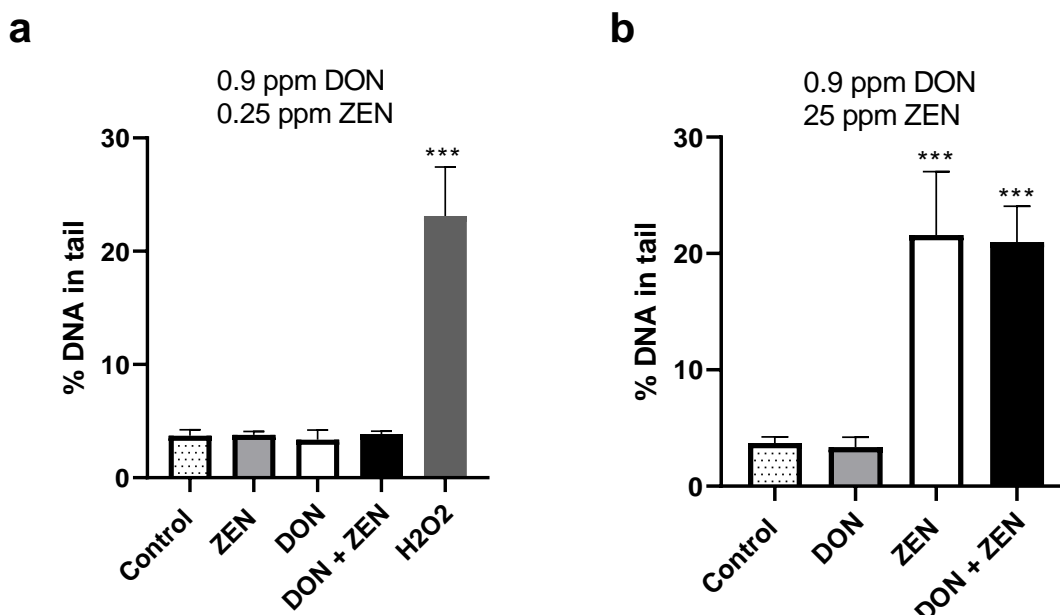 a
0.9 ppm DON
0.25 ppm ZEN
% DNA in tail
30
20
10
0
***
Control
ZEN
DON
DON + ZEN
H2O2
b
0.9 ppm DON
25 ppm ZEN
% DNA in tail
30
20
10
0
***
***
Control
DON
ZEN
DON + ZEN